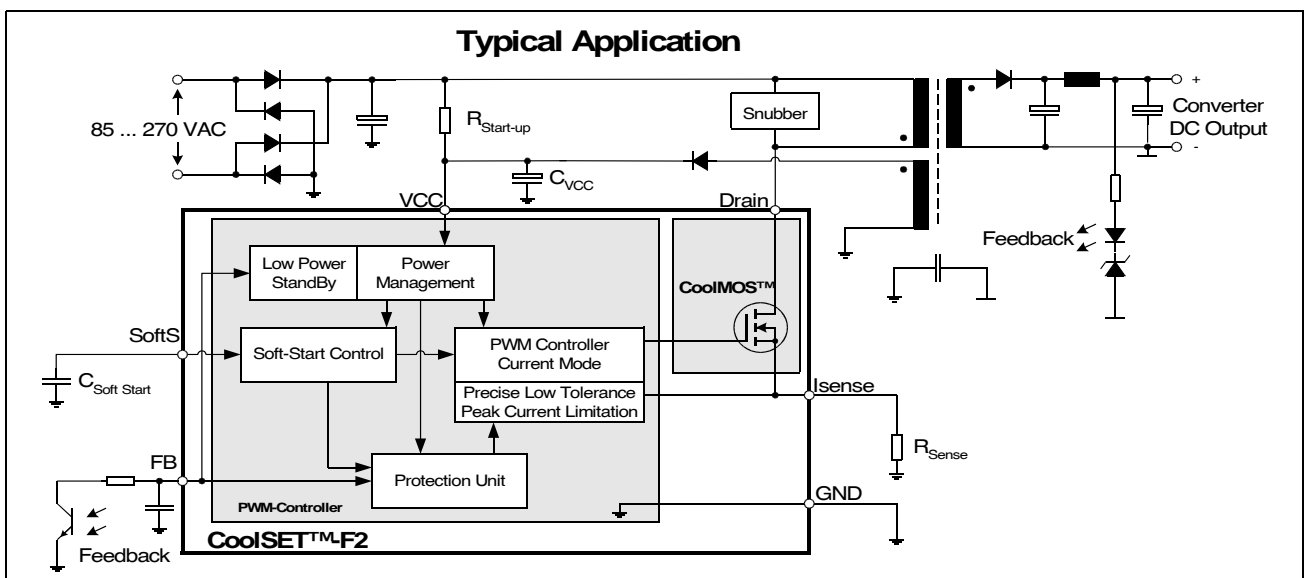 Typical Application
85 ... 270 VAC
RStart-up
Snubber
+
Converter
DC Output
-
CVCC
VCC
Drain
Feedback
Low Power
StandBy
Power
Management
CoolMOS™
SoftS
Soft-Start Control
PWM Controller
Current Mode
CSoft Start
Precise Low Tolerance
Peak Current Limitation
Isense
RSense
FB
Protection Unit
GND
PWM-Controller
CoolSET™-F2
Feedback